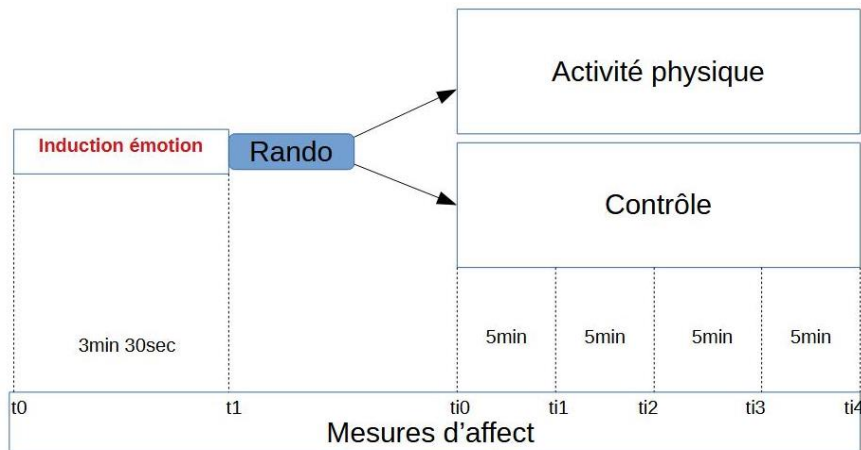 Activité physique
Induction émotion
Rando
Contrôle
3min 30sec
5min
5min
5min
5min
t0
t1
ti0
ti1
ti2
ti3
ti4
Mesures d’affect